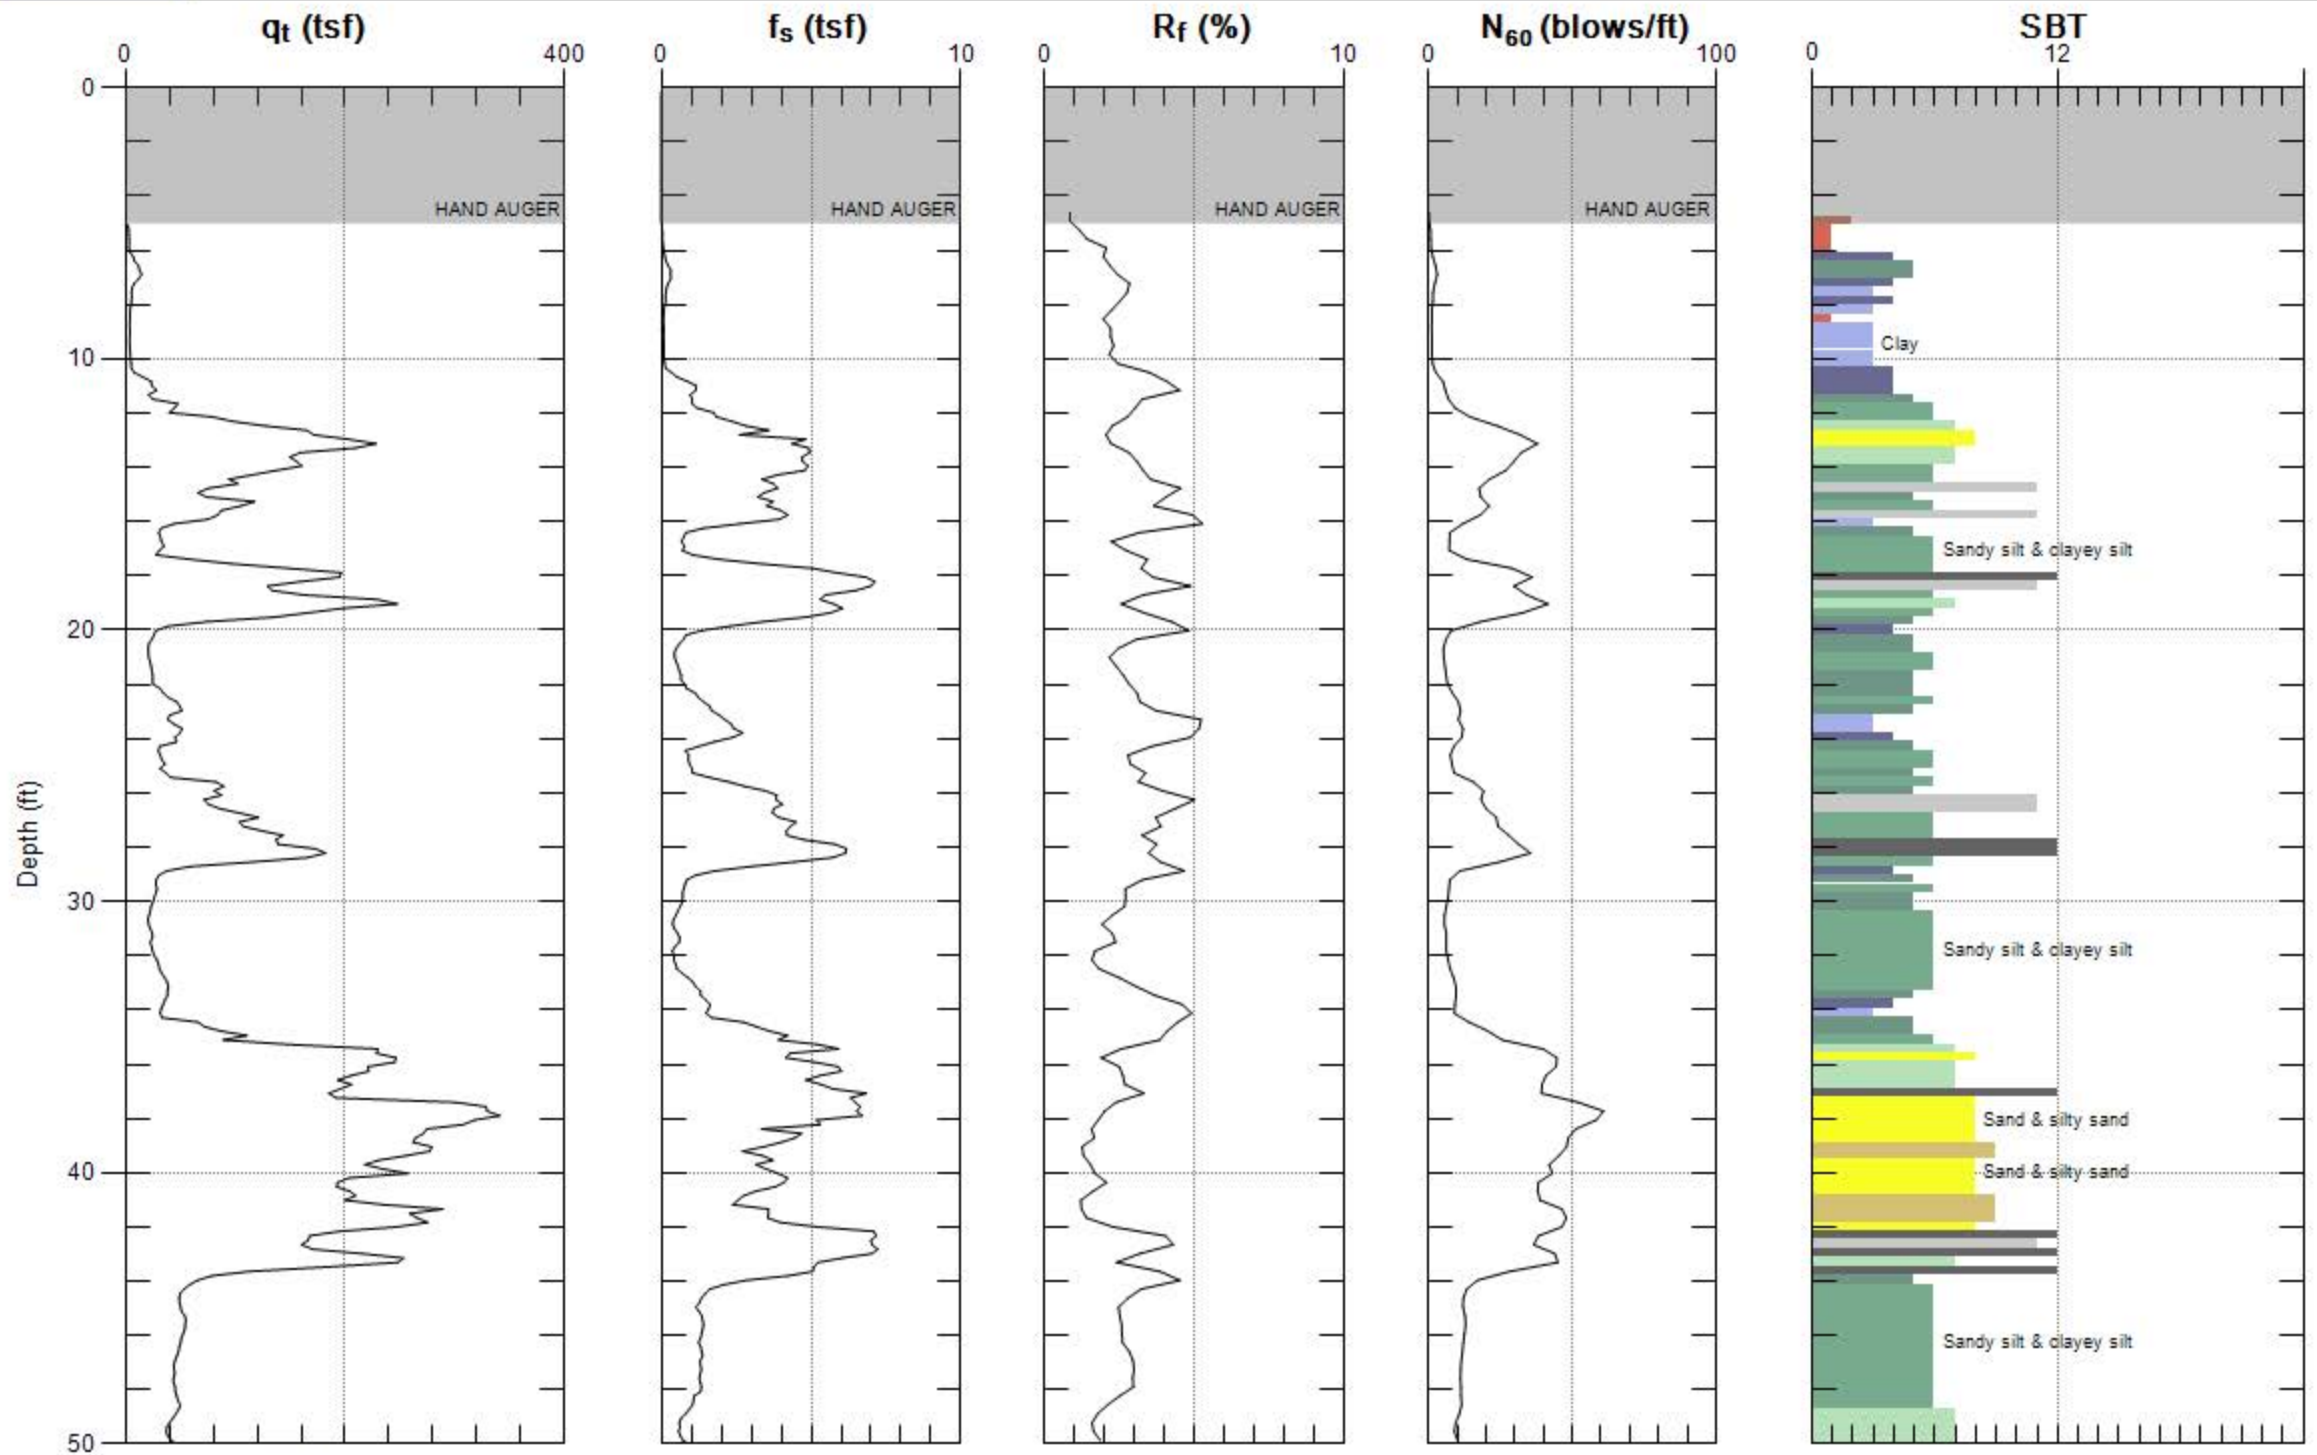 qt (tsf)
fs (tsf)
Rf (%)
N60 (blows/ft)
SBT
0 400
0 10
0 10
0 100
0 12
0
HAND AUGER
HAND AUGER
HAND AUGER
HAND AUGER
10
Clay
Sandy silt & clayey silt
20
Depth (ft)
30
Sandy silt & clayey silt
Sand & silty sand
40
Sand & silty sand
Sandy silt & clayey silt
50